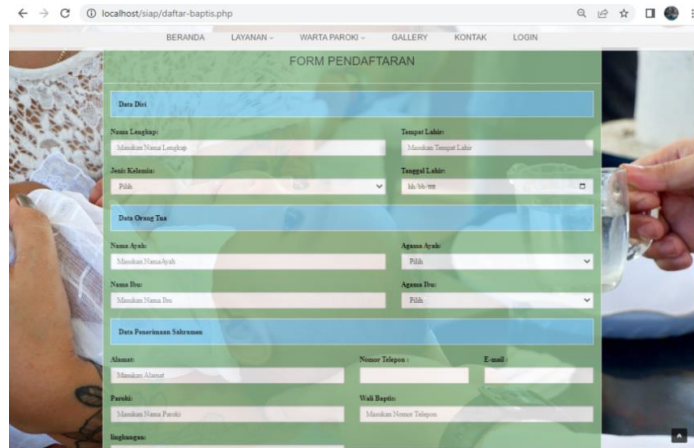 localhost/siap/daftar-baptis.php
BERANDA LAYANAN WARTA PAROKI GALLERY KONTAK LOGIN
FORM PENDAFTARAN
Data Diri
Nama Lengkap: Tempat Lahir:
Masukan Nama Lengkap Masukan Tempat Lahir
Jenis Kelamin: Tanggal Lahir:
Pilih hh/bb/tttt
Data Orang Tua
Nama Ayah: Agama Ayah:
Masukan Nama Ayah Pilih
Nama Ibu: Agama Ibu:
Masukan Nama Ibu Pilih
Data Penerimaan Sakramen
Alamat: Nomor Telepon : E-mail :
Masukan Alamat
Paroki: Wali Baptis:
Masukan Nama Paroki Masukan Nomor Telepon
lingkungan: